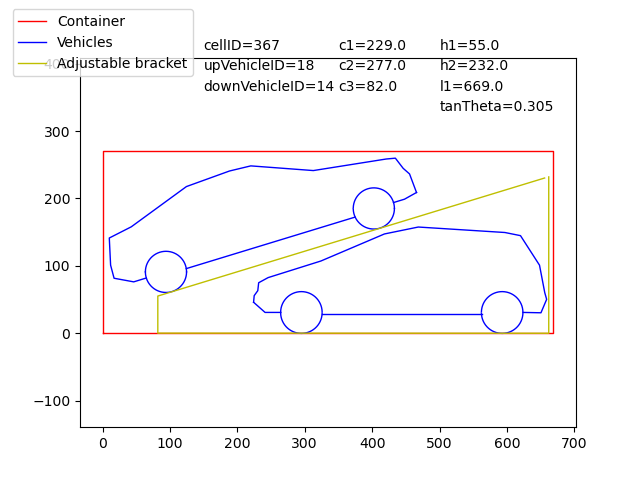 Container
Vehicles
Adjustable bracket
cellID=367 c1=229.0 h1=55.0
upVehicleID=18 c2=277.0 h2=232.0
downVehicleID=14 c3=82.0 l1=669.0
tanTheta=0.305
400
300
200
100
0
−100
0 100 200 300 400 500 600 700